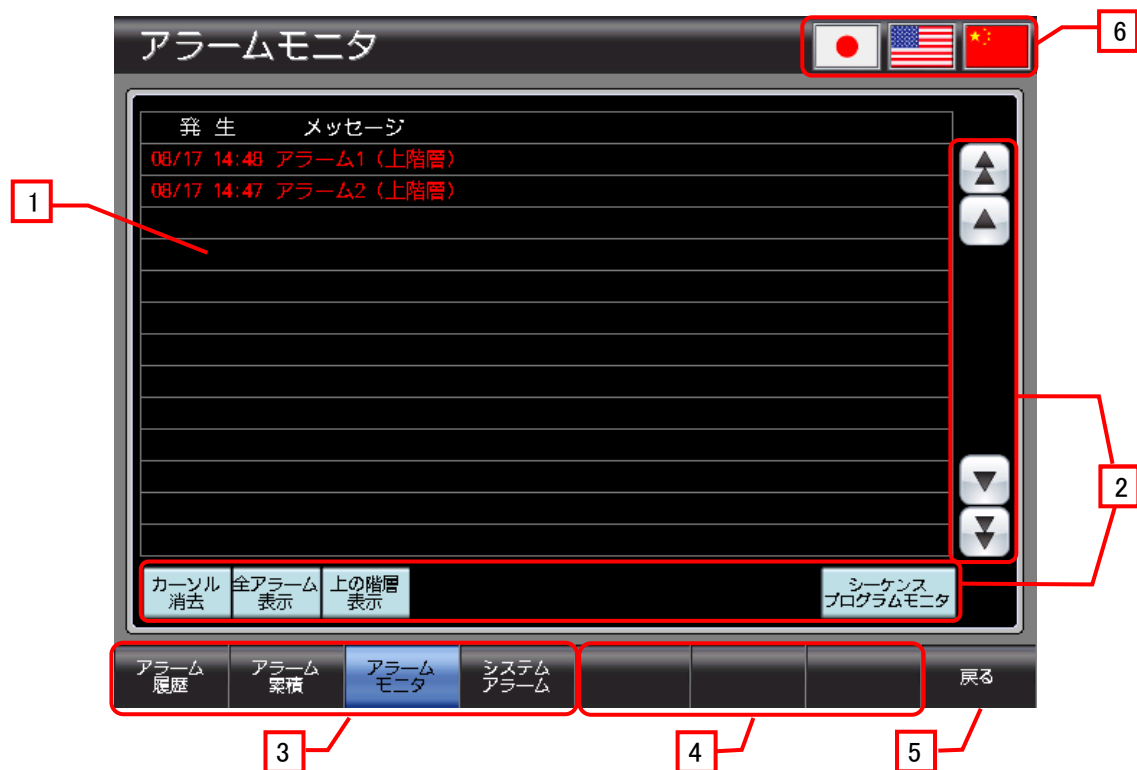 アラームモニタ
6
発 生 メッセージ
08/17 14:48 アラーム1（上階層）
08/17 14:47 アラーム2（上階層）
1
2
カーソル
消去
全アラーム
表示
上の階層
表示
シーケンス
プログラムモニタ
アラーム
履歴
アラーム
累積
アラーム
モニタ
システム
アラーム
戻る
3
4
5